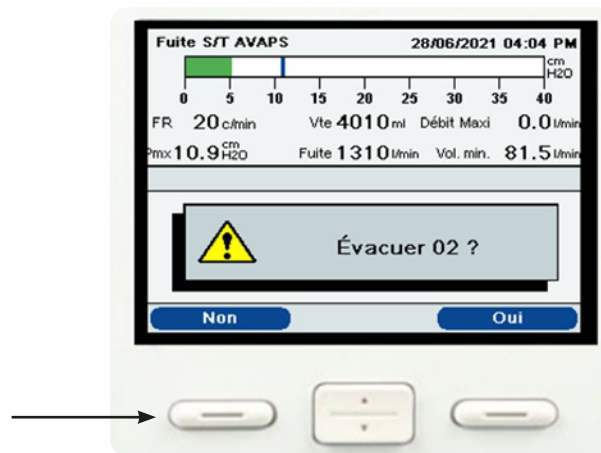 Fuite S/T AVAPS 28/06/2021 04:04 PM
cm
H2O
0 5 10 15 20 25 30 35 40
FR 20 c/min Vte 4010 ml Débit Maxi 0.0 l/min
Pmx 10.9 cm H2O Fuite 1310 l/min Vol. min. 81.5 l/min
Évacuer 02 ?
Non Oui